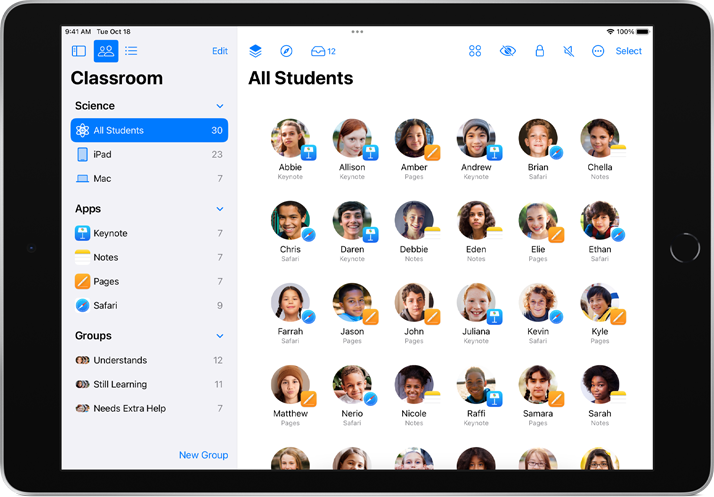 9:41 AM Tue Oct 18
100%
Edit
12
Select
Classroom
Science
All Students 30
iPad 23
Mac 7
Apps
Keynote 7
Notes 7
Pages 7
Safari 9
Groups
Understands 12
Still Learning 11
Needs Extra Help 7
New Group
All Students
Abbie Allison Amber Andrew Brian Chella
Keynote Keynote Pages Keynote Safari Notes
Chris Daren Debbie Eden Elie Ethan
Safari Keynote Notes Notes Pages Safari
Farrah Jason John Juliana Kevin Kyle
Safari Pages Pages Keynote Safari Pages
Matthew Nerio Nicole Raffi Samara Sarah
Pages Safari Notes Keynote Pages Notes